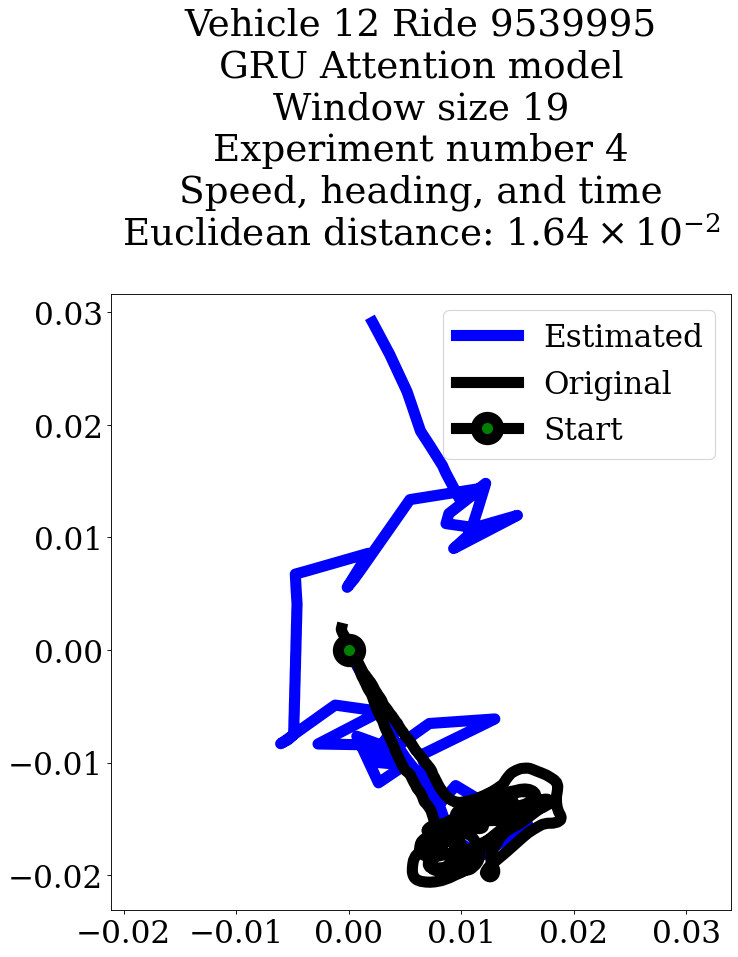 Vehicle 12 Ride 9539995
GRU Attention model
Window size 19
Experiment number 4
Speed, heading, and time
Euclidean distance: 1.64 × 10⁻²
0.03
0.02
0.01
0.00
−0.01
−0.02
Estimated
Original
Start
−0.02 −0.01 0.00 0.01 0.02 0.03